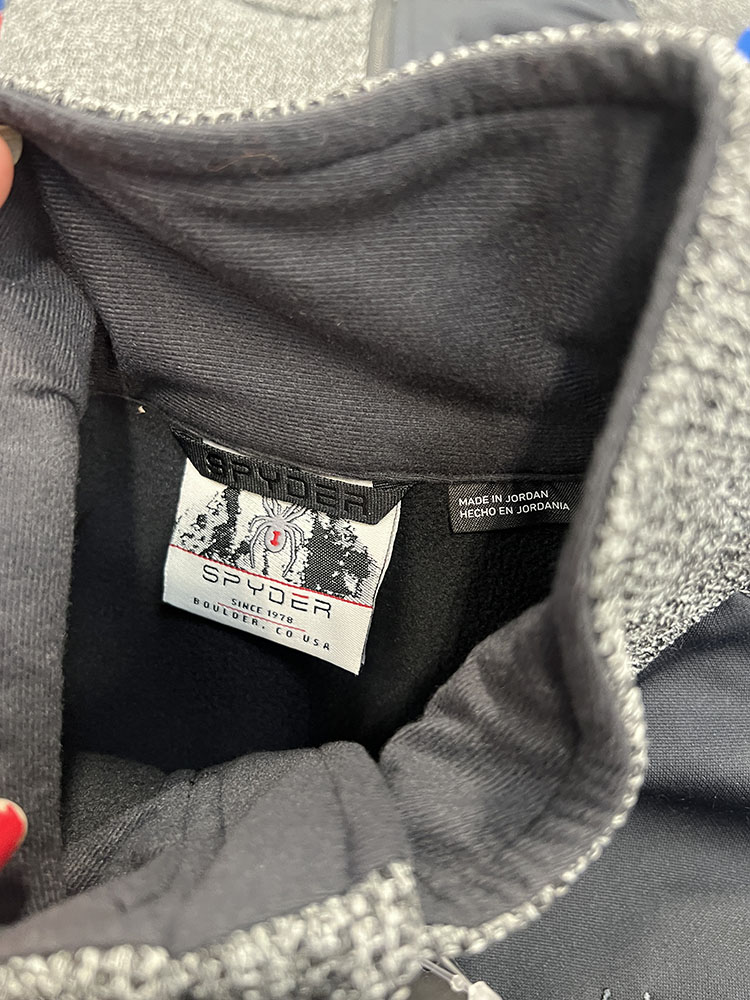 SPYDER
SPYDER
SINCE 1978
BOULDER, CO USA
MADE IN JORDAN
HECHO EN JORDANIA